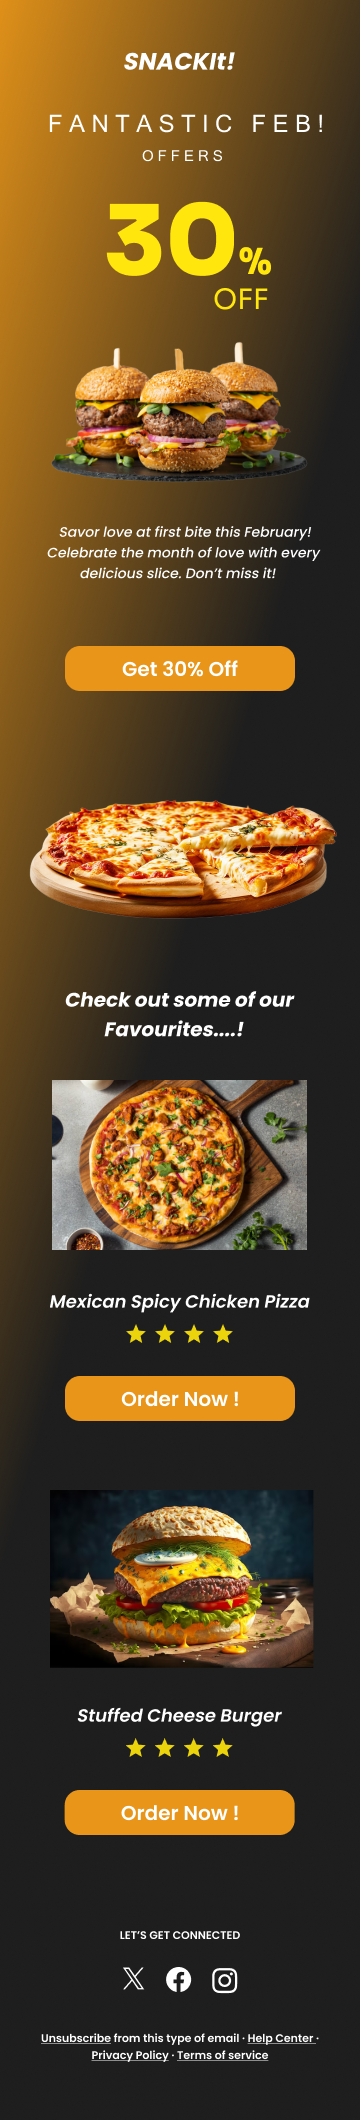 SNACKIt!
FANTASTIC FEB!
OFFERS
30%
OFF
Savor love at first bite this February!
Celebrate the month of love with every
delicious slice. Don't miss it!
Get 30% Off
Check out some of our
Favourites....!
Mexican Spicy Chicken Pizza
Order Now !
Stuffed Cheese Burger
Order Now !
LET'S GET CONNECTED
Unsubscribe from this type of email · Help Center ·
Privacy Policy · Terms of service